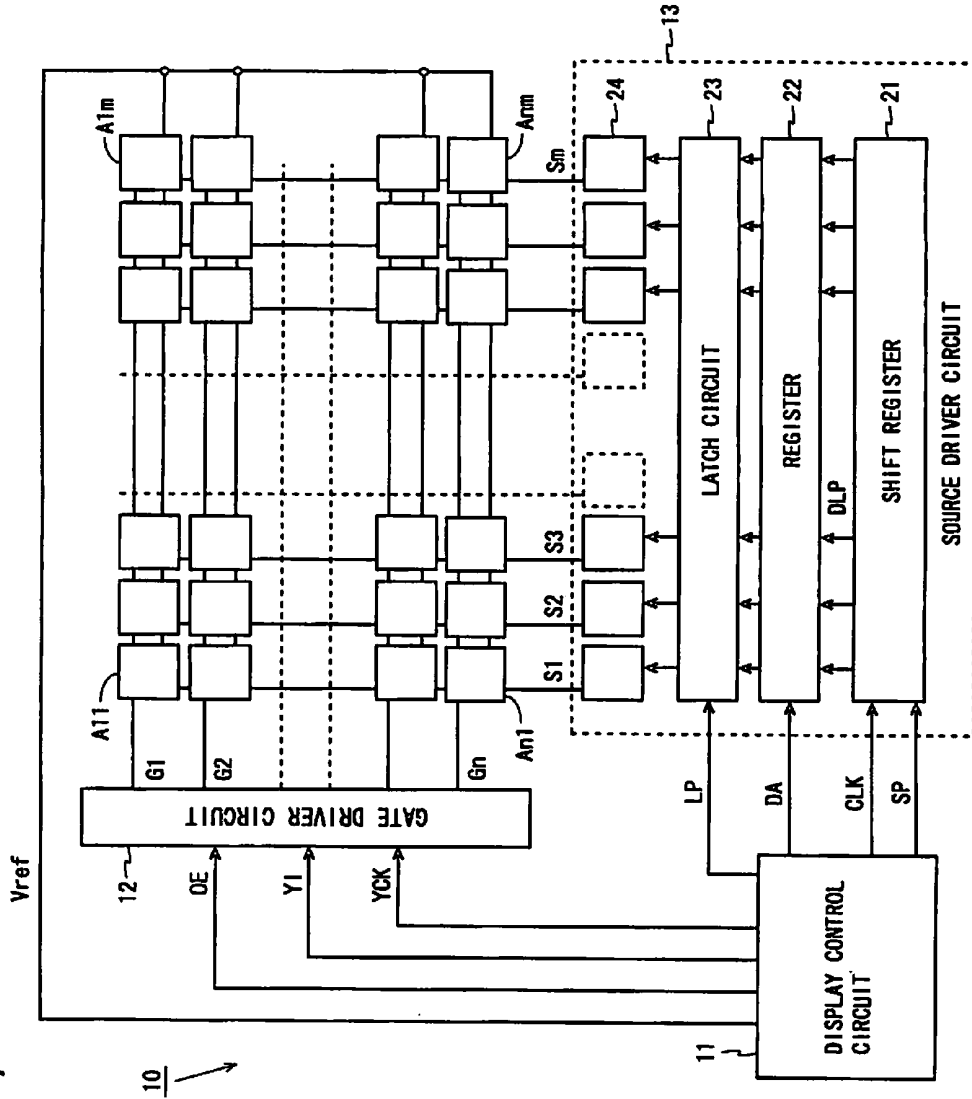 10
Vref
12
GATE DRIVER CIRCUIT
OE
YI
YCK
G1
G2
Gn
A11
A1m
An1
Anm
S1
S2
S3
Sm
13
24
LATCH CIRCUIT
23
REGISTER
22
DLP
SHIFT REGISTER
21
SOURCE DRIVER CIRCUIT
LP
DA
CLK
SP
11
DISPLAY CONTROL
CIRCUIT